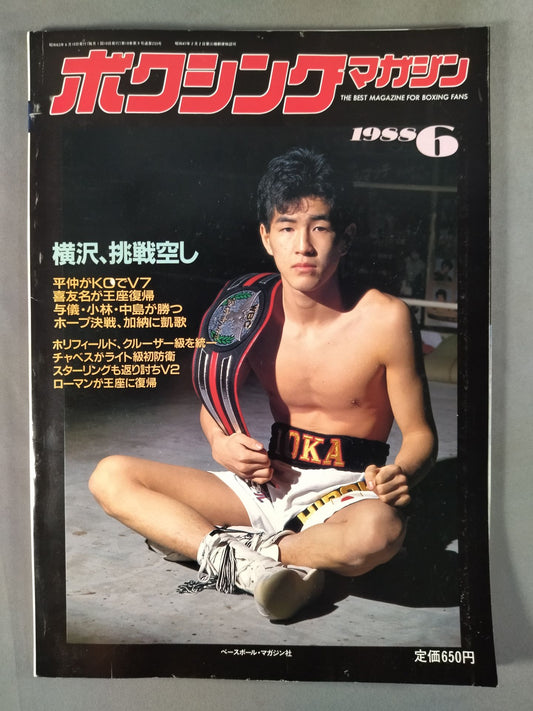 ボクシングマガジン
THE BEST MAGAZINE FOR BOXING FANS
1988 6
横沢、挑戦空し
平仲がKOでV7
喜友名が王座復帰
与儀・小林・中島が勝つ
ホープ決戦、加納に凱歌
ホリフィールド、クルーザー級を統一
チャベスがライト級初防衛
スターリングも返り討ちV2
ローマンが王座に復帰
OKA
ベースボール・マガジン社
定価650円